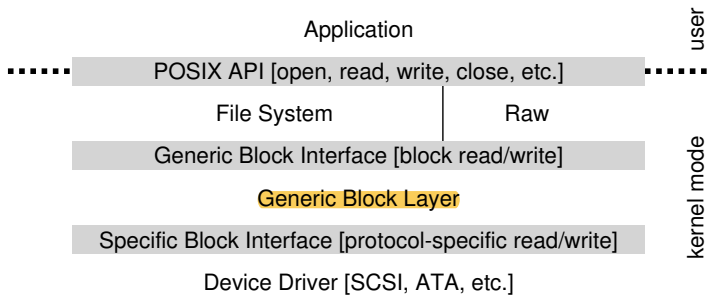 Application
user
POSIX API [open, read, write, close, etc.]
File System
Raw
Generic Block Interface [block read/write]
kernel mode
Generic Block Layer
Specific Block Interface [protocol-specific read/write]
Device Driver [SCSI, ATA, etc.]